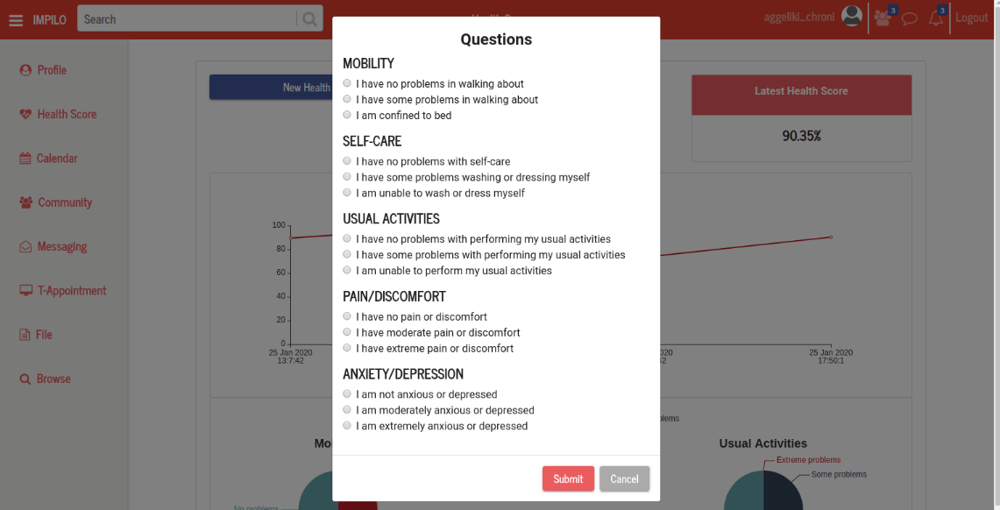 IMPILO
Search
aggeliki_chroni
3
3
Logout
Profile
Health Score
Calendar
Community
Messaging
T-Appointment
File
Browse
New Health
Latest Health Score
90.35%
100
80
60
40
20
0
25 Jan 2020
13:7:42
25 Jan 2020
17:50:1
Questions
MOBILITY
I have no problems in walking about
I have some problems in walking about
I am confined to bed
SELF-CARE
I have no problems with self-care
I have some problems washing or dressing myself
I am unable to wash or dress myself
USUAL ACTIVITIES
I have no problems with performing my usual activities
I have some problems with performing my usual activities
I am unable to perform my usual activities
PAIN/DISCOMFORT
I have no pain or discomfort
I have moderate pain or discomfort
I have extreme pain or discomfort
ANXIETY/DEPRESSION
I am not anxious or depressed
I am moderately anxious or depressed
I am extremely anxious or depressed
Submit
Cancel
Usual Activities
Extreme problems
Some problems
No problems